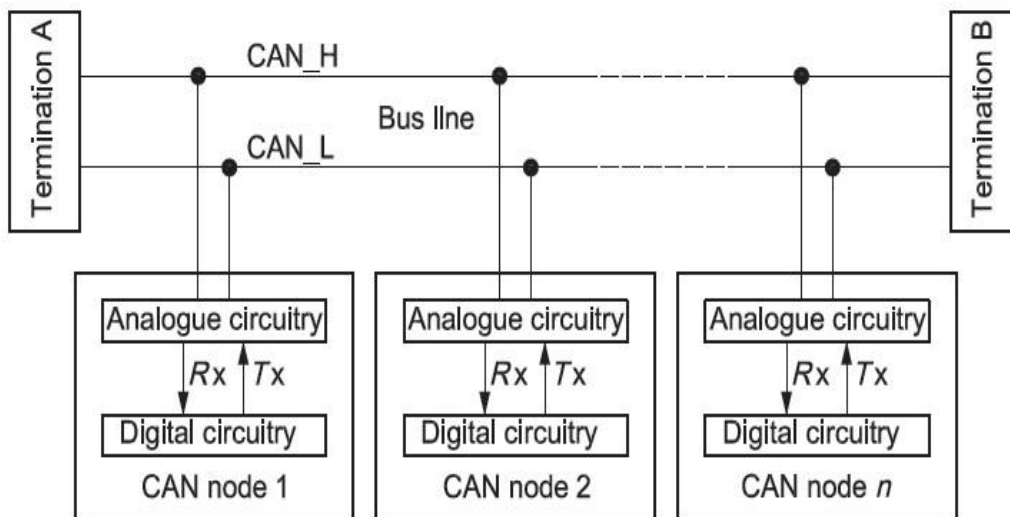 Termination A
CAN_H
Bus lIne
CAN_L
Termination B
Analogue circuitry
Rx Tx
Digital circuitry
CAN node 1
Analogue circuitry
Rx Tx
Digital circuitry
CAN node 2
Analogue circuitry
Rx Tx
Digital circuitry
CAN node n